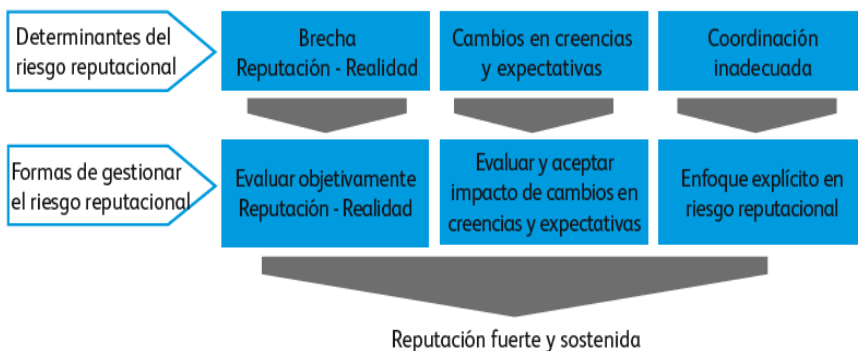 Determantes del
riesgo reputacional
Brecha
Reputación - Realidad
Cambios en creencias
y expectativas
Coordinación
inadecuada
Formas de gestionar
el riesgo reputacional
Evaluar objetivamente
Reputación - Realidad
Evaluar y aceptar
impacto de cambios en
creencias y expectativas
Enfoque explícito en
riesgo reputacional
Reputación fuerte y sostenida